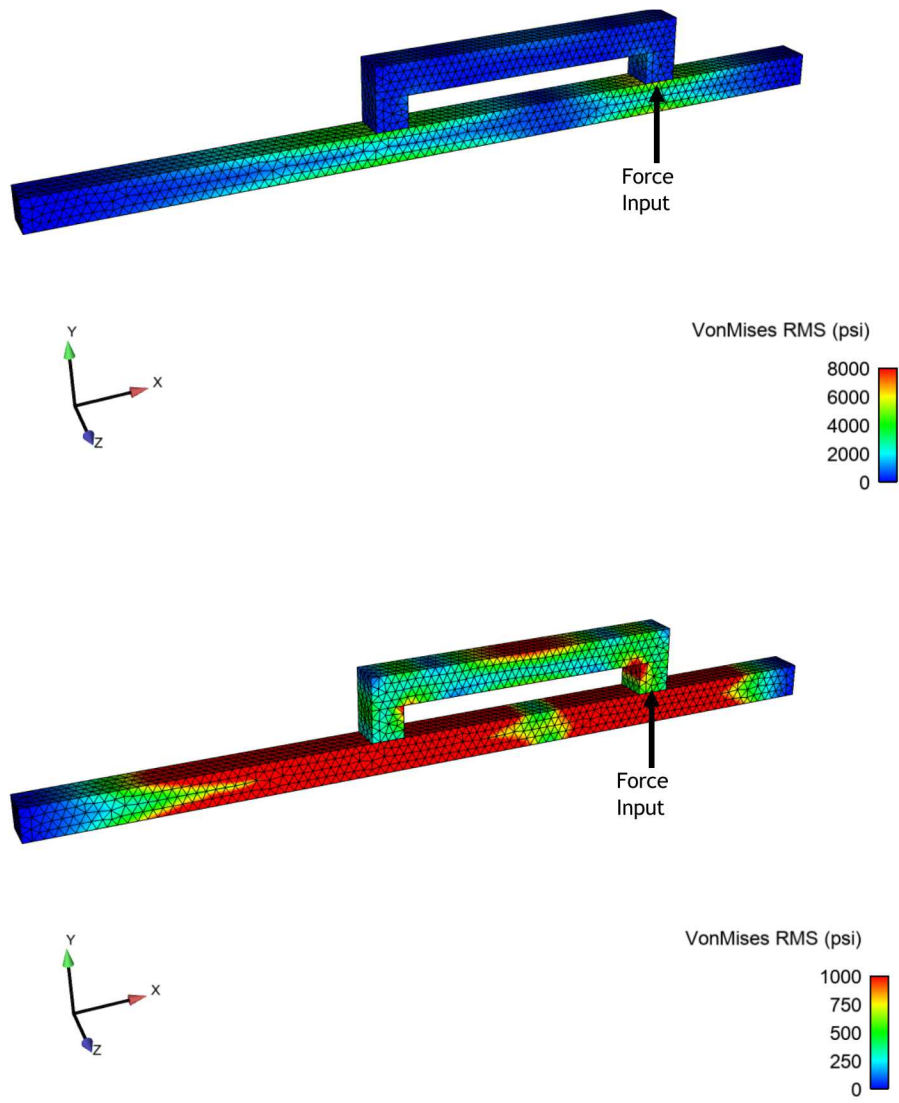 Force
Input
Y
X
Z
VonMises RMS (psi)
8000
6000
4000
2000
0
Force
Input
Y
X
Z
VonMises RMS (psi)
1000
750
500
250
0